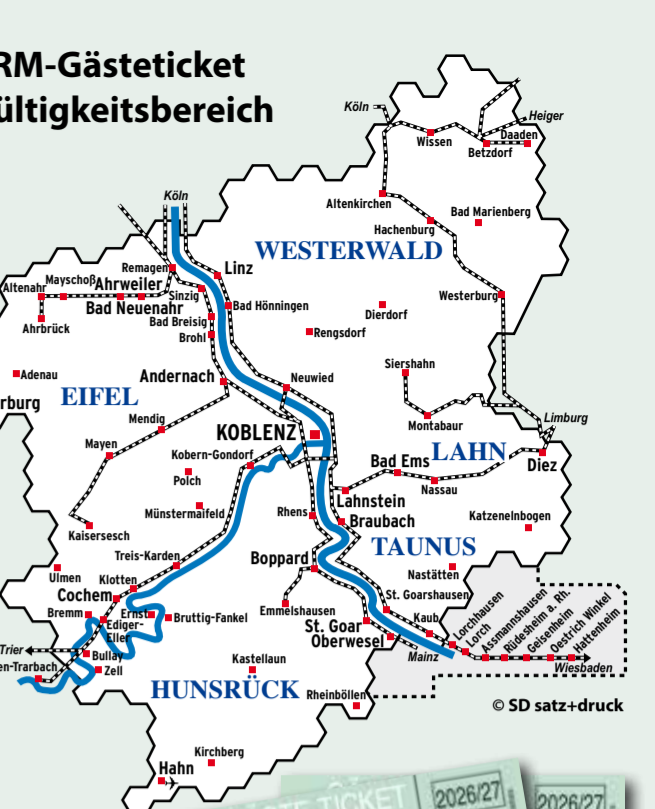 RM-Gästeticket
ültigkeitsbereich
Köln
Heiger
Wissen
Daaden
Betzdorf
Köln
Altenkirchen
Bad Marienberg
Hachenburg
WESTERWALD
Remagen
Linz
Altenahr
Mayschoß
Ahrweiler
Sinzig
Westerburg
Bad Neuenahr
Bad Hönningen
Ahrbrück
Bad Breisig
Dierdorf
Brohl
Rengsdorf
Adenau
Andernach
Neuwied
Siershahn
rburg
EIFEL
Mendig
Montabaur
Limburg
KOBLENZ
Mayen
Kobern-Gondorf
LAHN
Bad Ems
Diez
Polch
Nassau
Lahnstein
Münstermaifeld
Rhens
Braubach
Katzenelnbogen
Kaisersesch
TAUNUS
Treis-Karden
Boppard
Ulmen
Klotten
Nastätten
Cochem
St. Goarshausen
Bremm
Ernst
Bruttig-Fankel
Emmelshausen
Kaub
Ediger-
Eller
St. Goar
Oberwesel
Lorchhausen
Lorch
Assmannshausen
Rüdesheim a. Rh.
Geisenheim
Oestrich Winkel
Hattenheim
Trier
Bullay
Mainz
Wiesbaden
en-Trarbach
Zell
Kastellaun
HUNSRÜCK
Rheinböllen
© SD satz+druck
Kirchberg
Hahn
TICKET
2026/27
2026/27